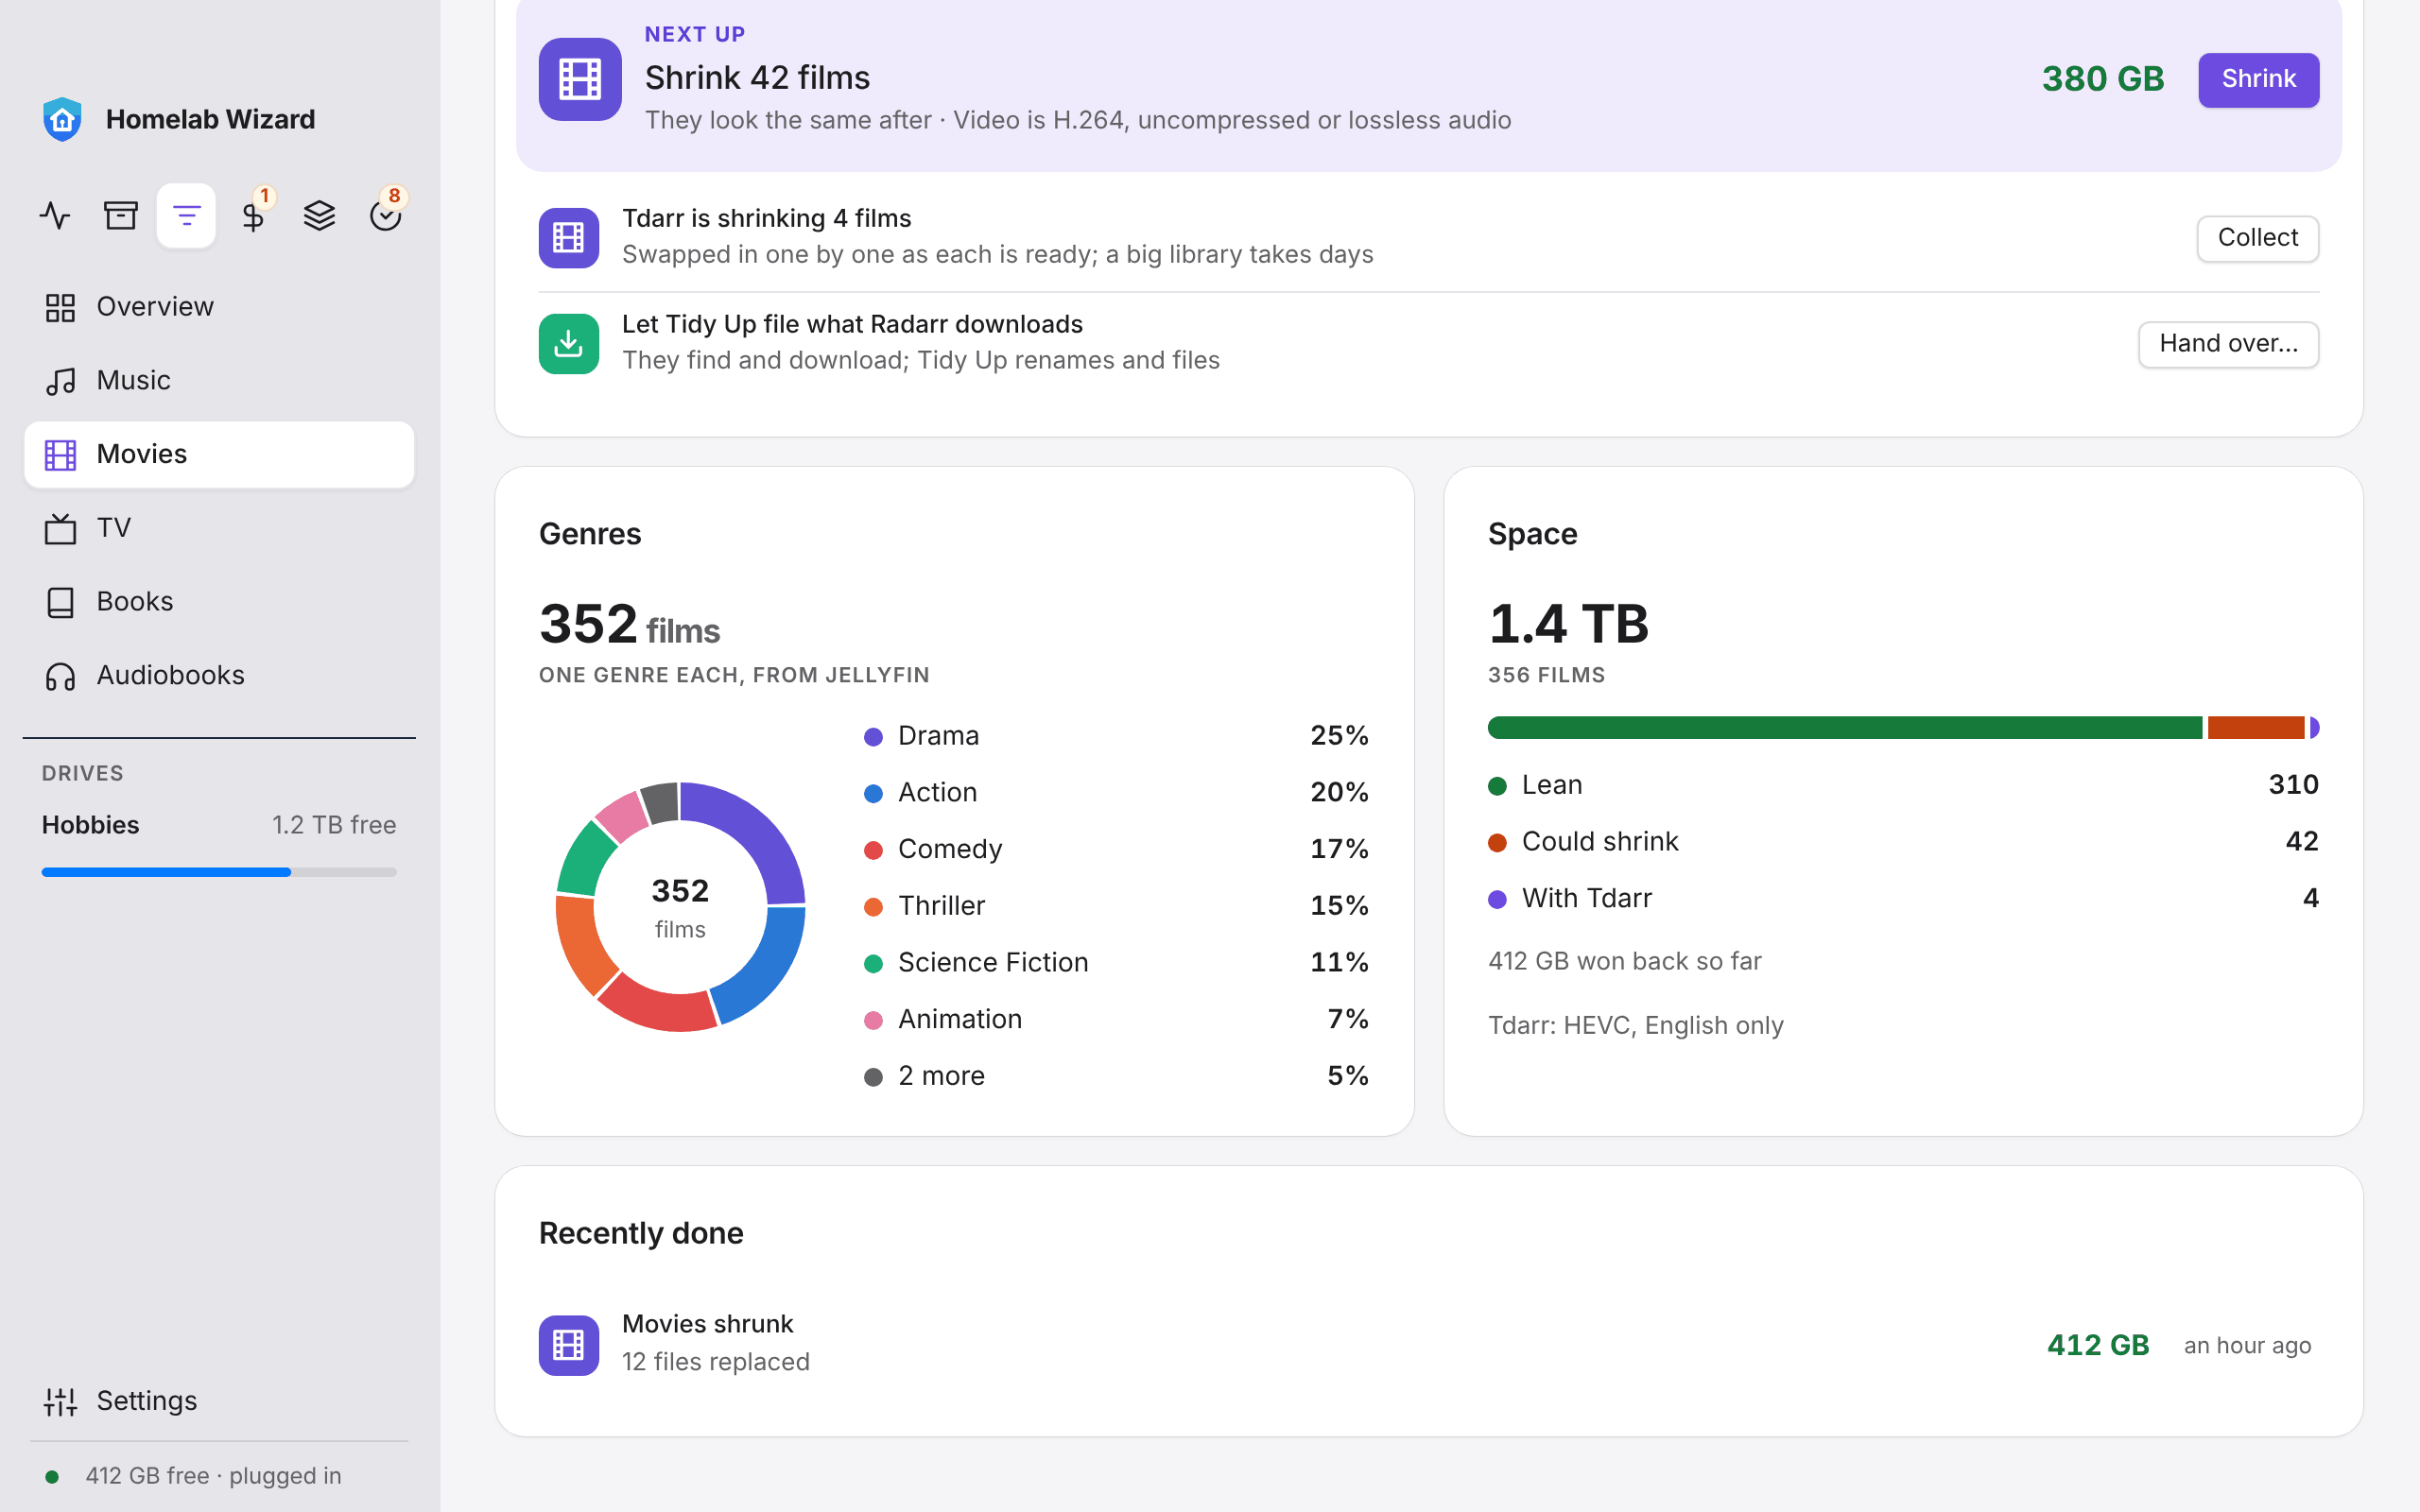 Homelab Wizard
1
8
Overview
Music
Movies
TV
Books
Audiobooks
DRIVES
Hobbies
1.2 TB free
Settings
412 GB free · plugged in
NEXT UP
Shrink 42 films
They look the same after · Video is H.264, uncompressed or lossless audio
380 GB
Shrink
Tdarr is shrinking 4 films
Swapped in one by one as each is ready; a big library takes days
Collect
Let Tidy Up file what Radarr downloads
They find and download; Tidy Up renames and files
Hand over...
Genres
352 films
ONE GENRE EACH, FROM JELLYFIN
352
films
Drama 25%
Action 20%
Comedy 17%
Thriller 15%
Science Fiction 11%
Animation 7%
2 more 5%
Space
1.4 TB
356 FILMS
Lean 310
Could shrink 42
With Tdarr 4
412 GB won back so far
Tdarr: HEVC, English only
Recently done
Movies shrunk
12 files replaced
412 GB
an hour ago